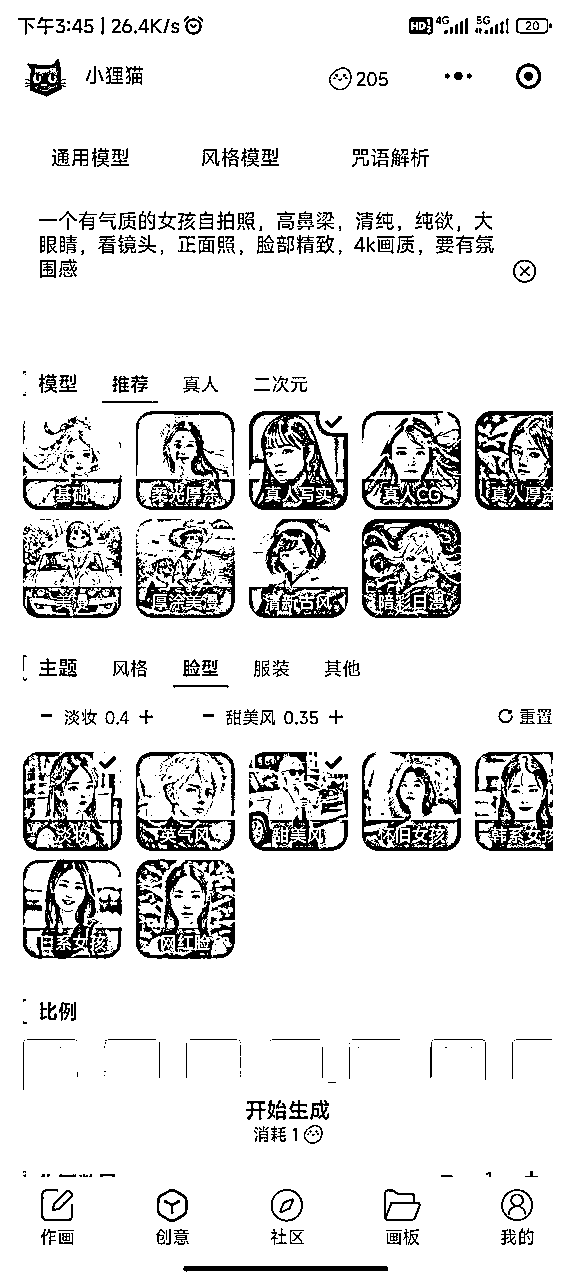 下午3:45 | 26.4K/s HD 4G 5G 20
小狸猫 205
通用模型 风格模型 咒语解析
一个有气质的女孩自拍照，高鼻梁，清纯，纯欲，大
眼睛，看镜头，正面照，脸部精致，4k画质，要有氛
围感
模型 推荐 真人 二次元
基础 柔光厚涂 真人写实 真人CG 真人厚涂
美漫 厚涂美漫 清新古风 暗彩日漫
主题 风格 脸型 服装 其他
- 淡妆 0.4 + - 甜美风 0.35 + 重置
淡妆 英气风 甜美风 怀旧女孩 韩系女孩
日系女孩 网红脸
比例
开始生成
消耗 1
作画 创意 社区 画板 我的